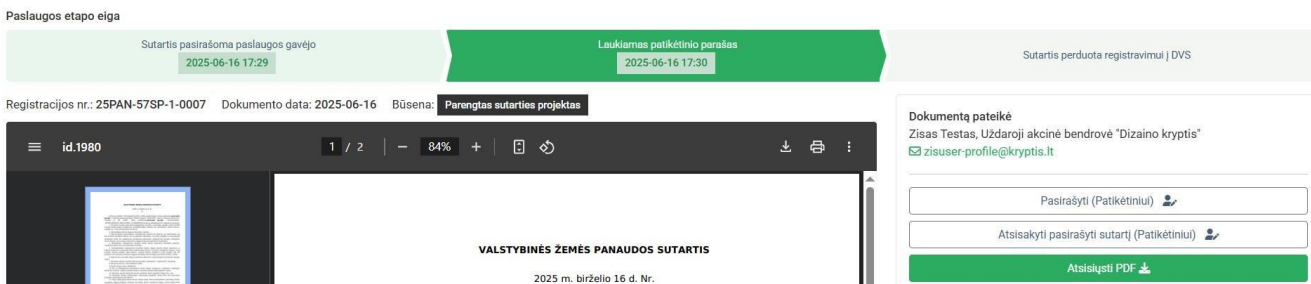 Paslaugos etapo eiga
Sutartis pasirašoma paslaugos gavėjo
2025-06-16 17:29
Laukiamas patikėtinio parašas
2025-06-16 17:30
Sutartis perduota registravimui į DVS
Registracijos nr.: 25PAN-57SP-1-0007 Dokumento data: 2025-06-16 Būsena: Parengtas sutarties projektas
id.1980 1 / 2 84%
VALSTYBINĖS ŽEMĖS PANAUDOS SUTARTIS
2025 m. birželio 16 d. Nr.
Dokumentą pateikė
Zisas Testas, Uždaroji akcinė bendrovė "Dizaino kryptis"
zisuser-profile@kryptis.lt
Pasirašyti (Patikėtiniui)
Atsisakyti pasirašyti sutartį (Patikėtiniui)
Atsisiųsti PDF